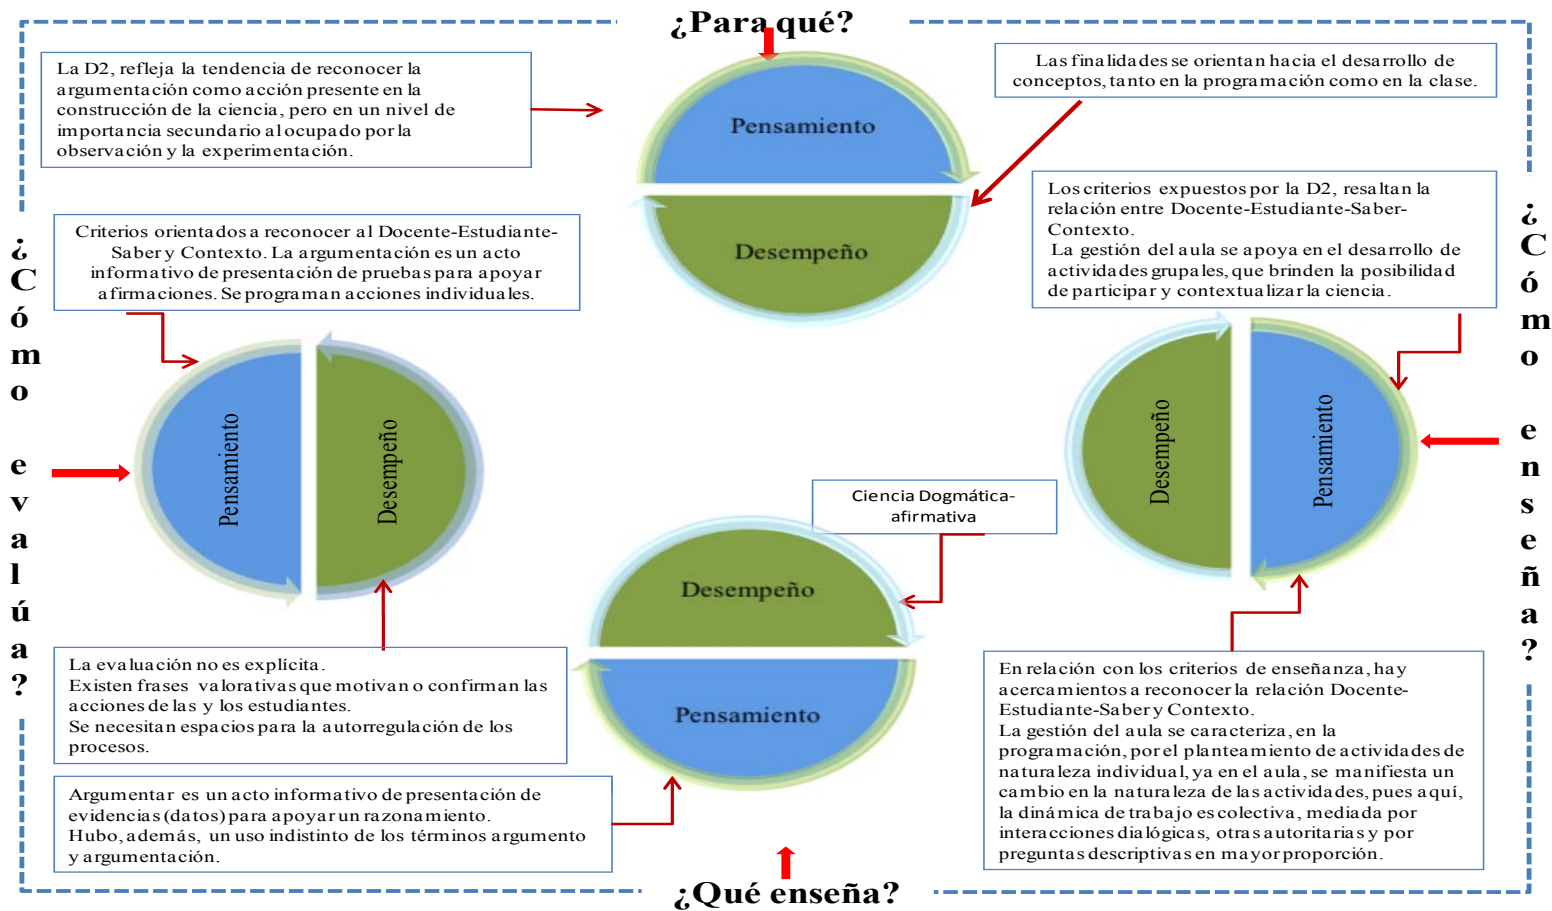 ¿Para qué?
La D2, refleja la tendencia de reconocer la
argumentación como acción presente en la
construcción de la ciencia, pero en un nivel de
importancia secundario al ocupado por la
observación y la experimentación.
Las finalidades se orientan hacia el desarrollo de
conceptos, tanto en la programación como en la clase.
Pensamiento
Desempeño
Los criterios expuestos por la D2, resaltan la
relación entre Docente-Estudiante-Saber-
Contexto.
La gestión del aula se apoya en el desarrollo de
actividades grupales, que brinden la posibilidad
de participar y contextualizar la ciencia.
Criterios orientados a reconocer al Docente-Estudiante-
Saber y Contexto. La argumentación es un acto
informativo de presentación de pruebas para apoyar
afirmaciones. Se programan acciones individuales.
¿Cómo evalúa?
Pensamiento
Desempeño
Desempeño
Pensamiento
¿Cómo enseña?
Ciencia Dogmática-
afirmativa
Desempeño
Pensamiento
La evaluación no es explícita.
Existen frases valorativas que motivan o confirman las
acciones de las y los estudiantes.
Se necesitan espacios para la autorregulación de los
procesos.
En relación con los criterios de enseñanza, hay
acercamientos a reconocer la relación Docente-
Estudiante-Saber y Contexto.
La gestión del aula se caracteriza, en la
programación, por el planteamiento de actividades de
naturaleza individual, ya en el aula, se manifiesta un
cambio en la naturaleza de las actividades, pues aquí,
la dinámica de trabajo es colectiva, mediada por
interacciones dialógicas, otras autoritarias y por
preguntas descriptivas en mayor proporción.
Argumentar es un acto informativo de presentación de
evidencias (datos) para apoyar un razonamiento.
Hubo, además, un uso indistinto de los términos argumento
y argumentación.
¿Qué enseña?